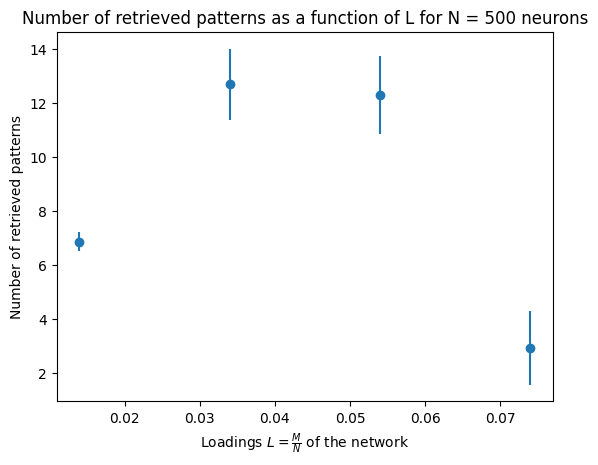 Number of retrieved patterns as a function of L for N = 500 neurons
Number of retrieved patterns
14
12
10
8
6
4
2
0.02 0.03 0.04 0.05 0.06 0.07
Loadings $L = \frac{M}{N}$ of the network